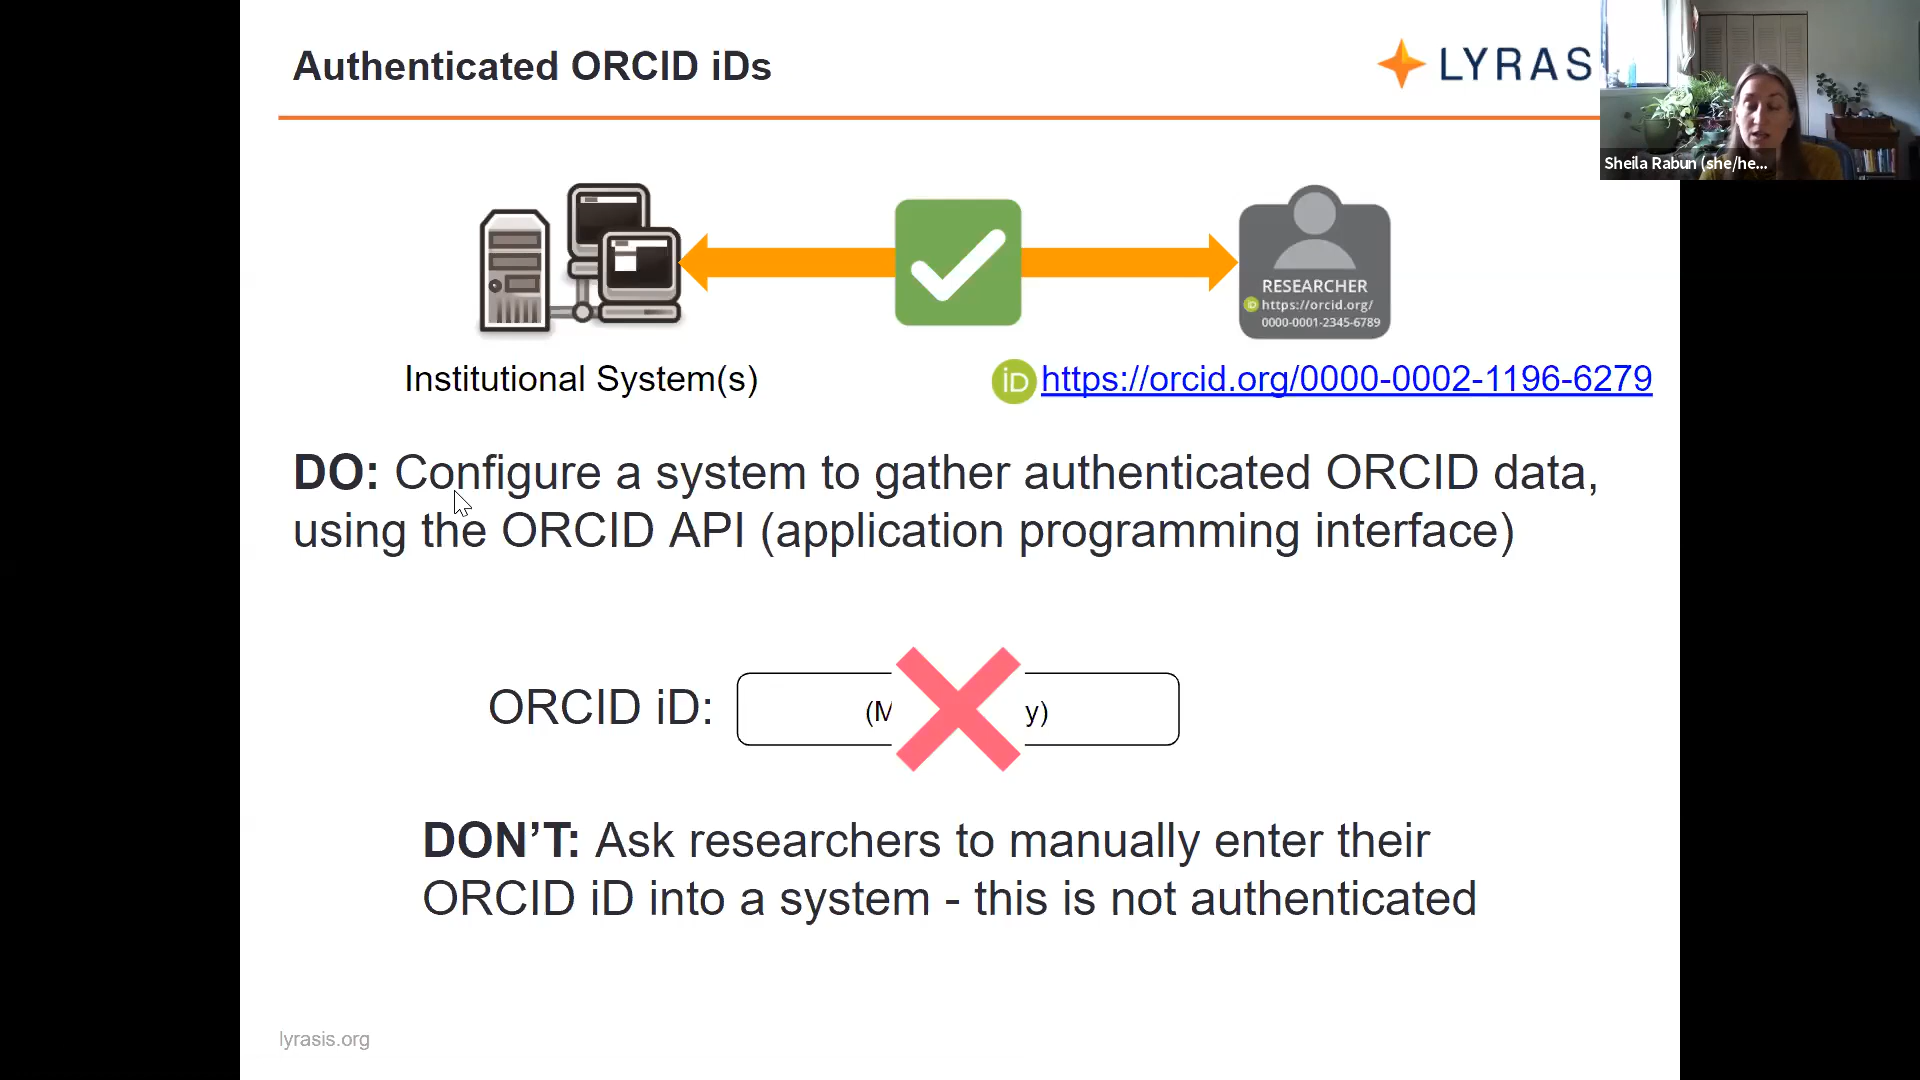 Authenticated ORCID iDs
LYRAS
Sheila Rabun (she/he...
RESEARCHER
iD https://orcid.org/
0000-0001-2345-6789
Institutional System(s)
iD https://orcid.org/0000-0002-1196-6279
DO: Configure a system to gather authenticated ORCID data,
using the ORCID API (application programming interface)
ORCID iD:
(M y)
DON’T: Ask researchers to manually enter their
ORCID iD into a system - this is not authenticated
lyrasis.org